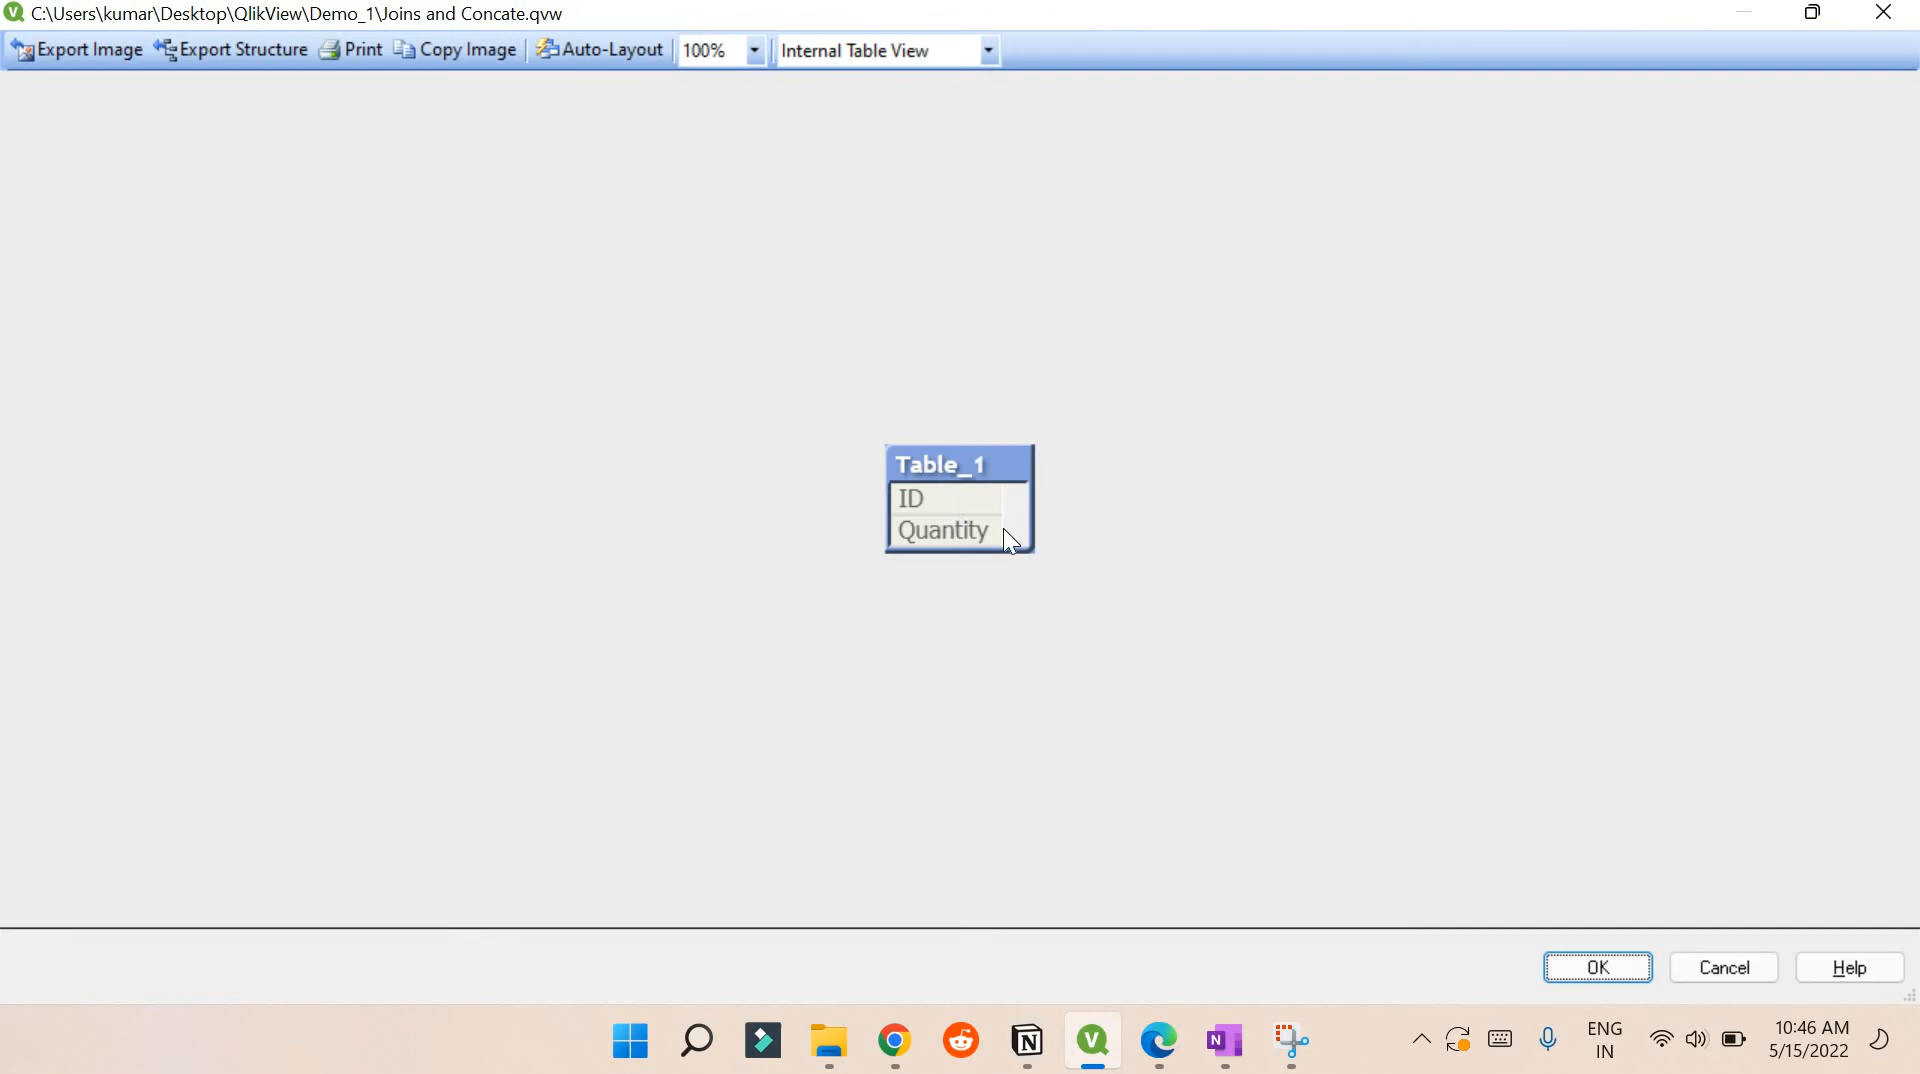 C:\Users\kumar\Desktop\QlikView\Demo_1\Joins and Concate.qvw
Export Image Export Structure Print Copy Image Auto-Layout 100% Internal Table View
Table_1
ID
Quantity
OK Cancel Help
ENG 10:46 AM
IN 5/15/2022